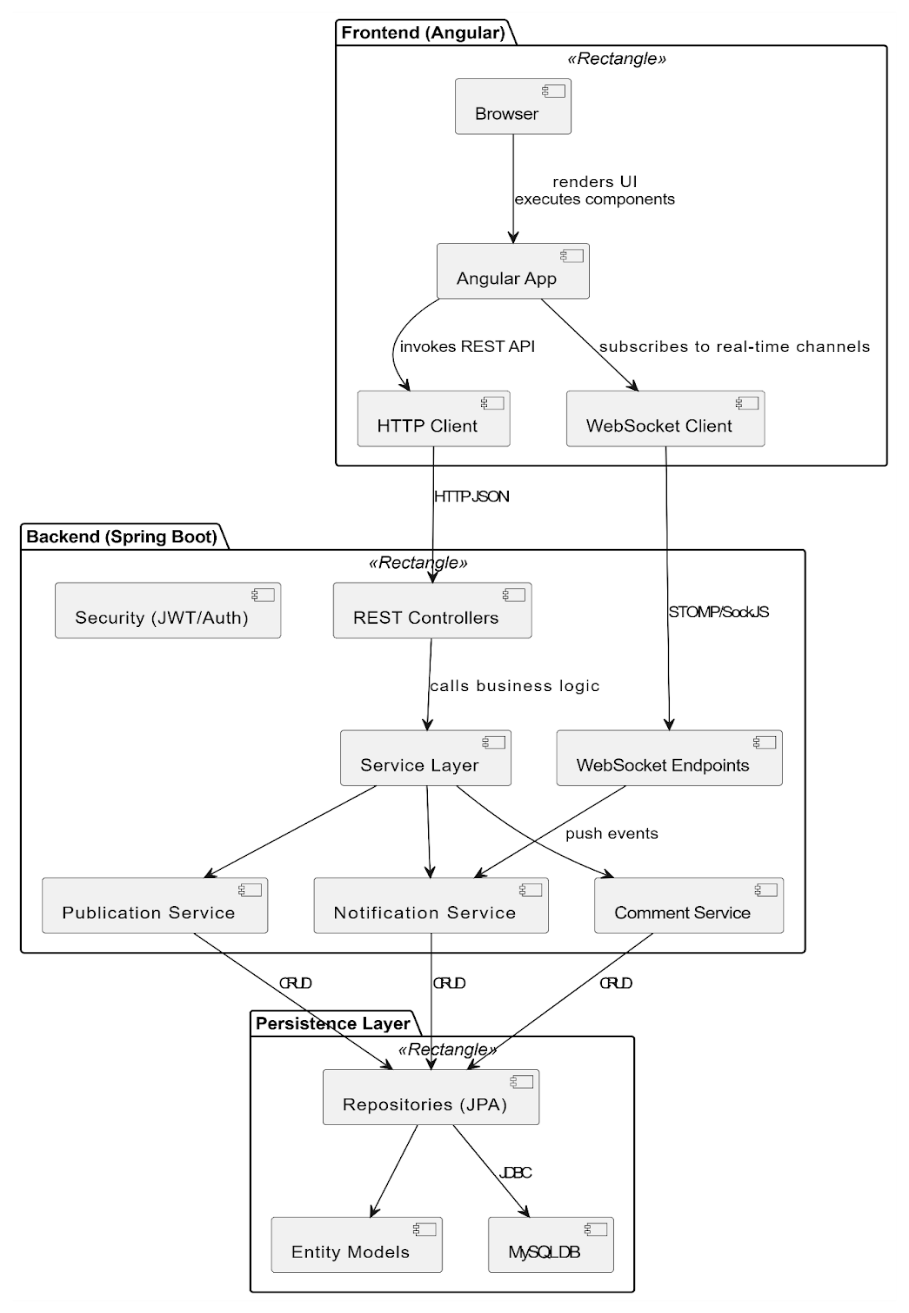 Frontend (Angular)
«Rectangle»
Browser
renders UI
executes components
Angular App
invokes REST API
subscribes to real-time channels
HTTP Client
WebSocket Client
HTTP JSON
Backend (Spring Boot)
«Rectangle»
Security (JWT/Auth)
REST Controllers
STOMP/SockJS
calls business logic
Service Layer
WebSocket Endpoints
push events
Publication Service
Notification Service
Comment Service
CRUD
CRUD
CRUD
Persistence Layer
«Rectangle»
Repositories (JPA)
JDBC
Entity Models
MySQL DB